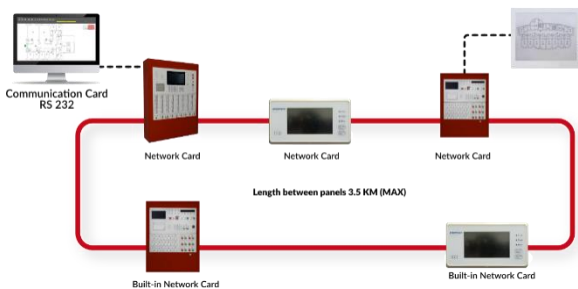 Communication Card
RS 232
Network Card
Network Card
Network Card
Length between panels 3.5 KM (MAX)
Built-in Network Card
Built-in Network Card